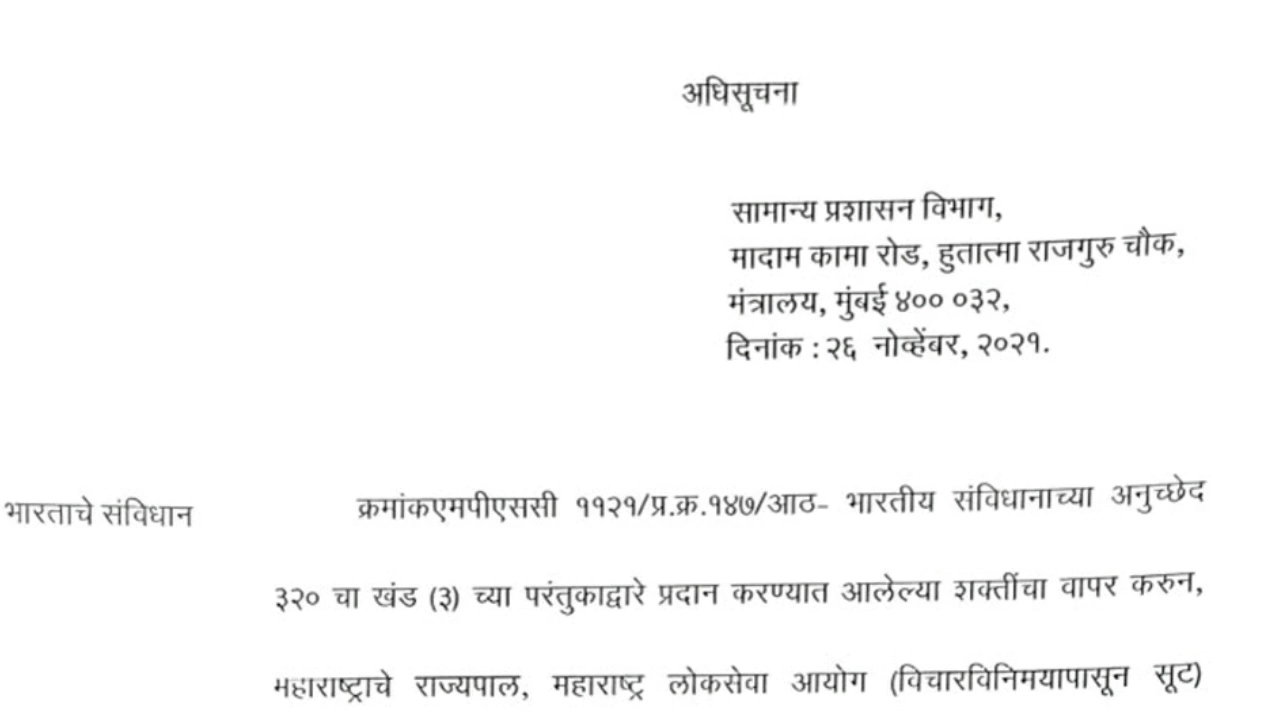 अधिसूचना
सामान्य प्रशासन विभाग,
मादाम कामा रोड, हुतात्मा राजगुरु चौक,
मंत्रालय, मुंबई ४०० ०३२,
दिनांक : २६ नोव्हेंबर, २०२१.
भारताचे संविधान
क्रमांकएमपीएससी ११२१/प्र.क्र.१४७/आठ- भारतीय संविधानाच्या अनुच्छेद
३२० चा खंड (३) च्या परंतुकाद्वारे प्रदान करण्यात आलेल्या शक्तींचा वापर करुन,
महाराष्ट्राचे राज्यपाल, महाराष्ट्र लोकसेवा आयोग (विचारविनिमयापासून सूट)